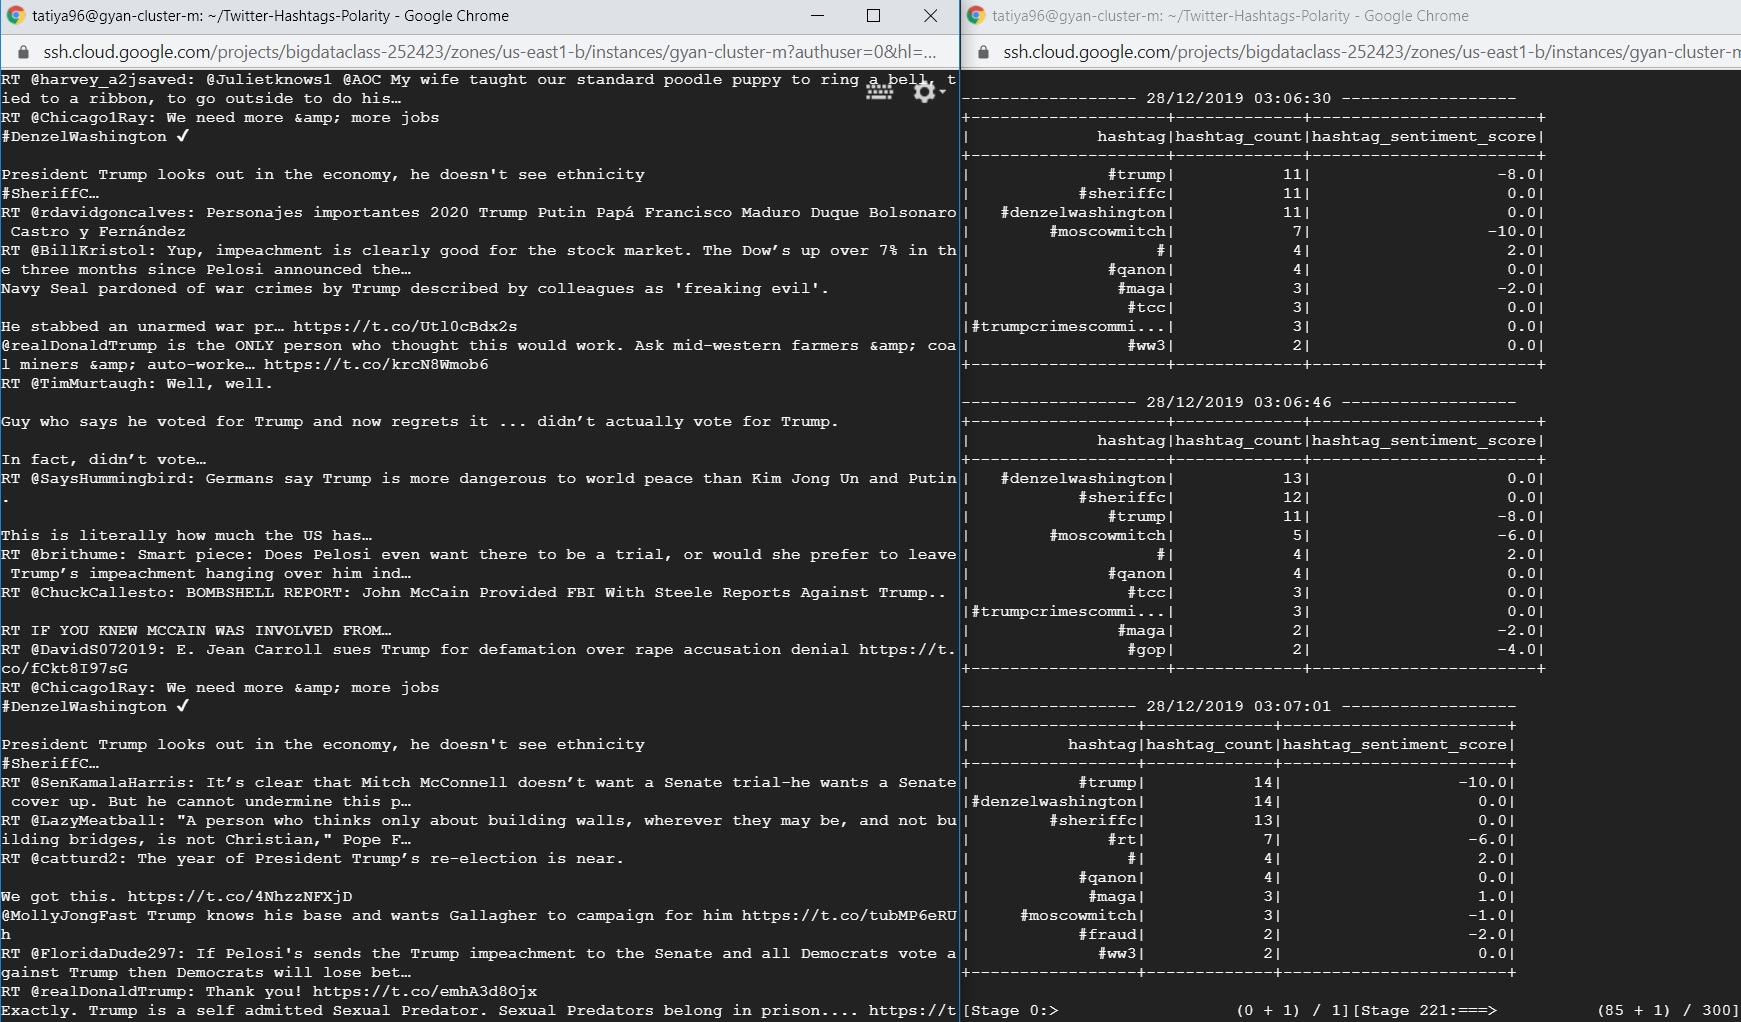 tatiya96@gyan-cluster-m: ~/Twitter-Hashtags-Polarity - Google Chrome
ssh.cloud.google.com/projects/bigdataclass-252423/zones/us-east1-b/instances/gyan-cluster-m?authuser=0&hl=...
RT @harvey_a2jsaved: @Julietknows1 @AOC My wife taught our standard poodle puppy to ring a bell, t
ied to a ribbon, to go outside to do his…
RT @Chicago1Ray: We need more &amp; more jobs
#DenzelWashington ✔
President Trump looks out in the economy, he doesn't see ethnicity
#SheriffC…
RT @rdavidgoncalves: Personajes importantes 2020 Trump Putin Papá Francisco Maduro Duque Bolsonaro
Castro y Fernández
RT @BillKristol: Yup, impeachment is clearly good for the stock market. The Dow’s up over 7% in th
e three months since Pelosi announced the…
Navy Seal pardoned of war crimes by Trump described by colleagues as 'freaking evil'.
He stabbed an unarmed war pr… https://t.co/Utl0cBdx2s
@realDonaldTrump is the ONLY person who thought this would work. Ask mid-western farmers &amp; coa
l miners &amp; auto-worke… https://t.co/krcN8Wmob6
RT @TimMurtaugh: Well, well.
Guy who says he voted for Trump and now regrets it ... didn’t actually vote for Trump.
In fact, didn’t vote…
RT @SaysHummingbird: Germans say Trump is more dangerous to world peace than Kim Jong Un and Putin
.
This is literally how much the US has…
RT @brithume: Smart piece: Does Pelosi even want there to be a trial, or would she prefer to leave
Trump’s impeachment hanging over him ind…
RT @ChuckCallesto: BOMBSHELL REPORT: John McCain Provided FBI With Steele Reports Against Trump..
RT IF YOU KNEW MCCAIN WAS INVOLVED FROM…
RT @DavidS072019: E. Jean Carroll sues Trump for defamation over rape accusation denial https://t.
co/fCkt8I97sG
RT @Chicago1Ray: We need more &amp; more jobs
#DenzelWashington ✔
President Trump looks out in the economy, he doesn't see ethnicity
#SheriffC…
RT @SenKamalaHarris: It’s clear that Mitch McConnell doesn’t want a Senate trial–he wants a Senate
cover up. But he cannot undermine this p…
RT @LazyMeatball: "A person who thinks only about building walls, wherever they may be, and not bu
ilding bridges, is not Christian," Pope F…
RT @catturd2: The year of President Trump’s re-election is near.
We got this. https://t.co/4NhzzNFXjD
@MollyJongFast Trump knows his base and wants Gallagher to campaign for him https://t.co/tubMP6eRU
h
RT @FloridaDude297: If Pelosi's sends the Trump impeachment to the Senate and all Democrats vote a
gainst Trump then Democrats will lose bet…
RT @realDonaldTrump: Thank you! https://t.co/emhA3d8Ojx
Exactly. Trump is a self admitted Sexual Predator. Sexual Predators belong in prison.... https://t
tatiya96@gyan-cluster-m: ~/Twitter-Hashtags-Polarity - Google Chrome
ssh.cloud.google.com/projects/bigdataclass-252423/zones/us-east1-b/instances/gyan-cluster-m
------------------ 28/12/2019 03:06:30 ------------------
+--------------------+-------------+-----------------------+
| hashtag|hashtag_count|hashtag_sentiment_score|
+--------------------+-------------+-----------------------+
| #trump| 11| -8.0|
| #sheriffc| 11| 0.0|
| #denzelwashington| 11| 0.0|
| #moscowmitch| 7| -10.0|
| #| 4| 2.0|
| #qanon| 4| 0.0|
| #maga| 3| -2.0|
| #tcc| 3| 0.0|
|#trumpcrimescommi...| 3| 0.0|
| #ww3| 2| 0.0|
+--------------------+-------------+-----------------------+
------------------ 28/12/2019 03:06:46 ------------------
+--------------------+-------------+-----------------------+
| hashtag|hashtag_count|hashtag_sentiment_score|
+--------------------+-------------+-----------------------+
| #denzelwashington| 13| 0.0|
| #sheriffc| 12| 0.0|
| #trump| 11| -8.0|
| #moscowmitch| 5| -6.0|
| #| 4| 2.0|
| #qanon| 4| 0.0|
| #tcc| 3| 0.0|
|#trumpcrimescommi...| 3| 0.0|
| #maga| 2| -2.0|
| #gop| 2| -4.0|
+--------------------+-------------+-----------------------+
------------------ 28/12/2019 03:07:01 ------------------
+-----------------+-------------+-----------------------+
| hashtag|hashtag_count|hashtag_sentiment_score|
+-----------------+-------------+-----------------------+
| #trump| 14| -10.0|
|#denzelwashington| 14| 0.0|
| #sheriffc| 13| 0.0|
| #rt| 7| -6.0|
| #| 4| 2.0|
| #qanon| 4| 0.0|
| #maga| 3| 1.0|
| #moscowmitch| 3| -1.0|
| #fraud| 2| -2.0|
| #ww3| 2| 0.0|
+-----------------+-------------+-----------------------+
[Stage 0:> (0 + 1) / 1][Stage 221:===> (85 + 1) / 300]